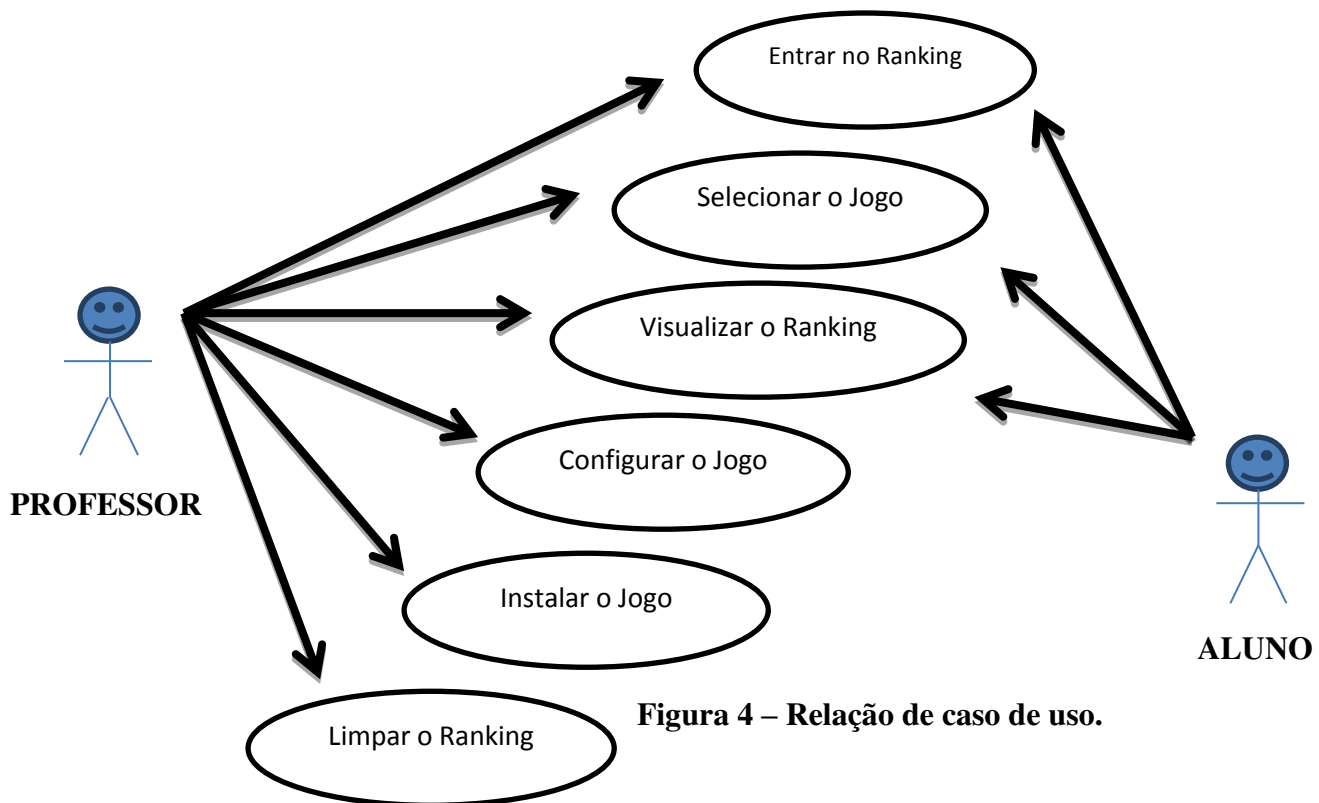 Entrar no Ranking
Selecionar o Jogo
Visualizar o Ranking
Configurar o Jogo
PROFESSOR
Instalar o Jogo
ALUNO
Figura 4 – Relação de caso de uso.
Limpar o Ranking